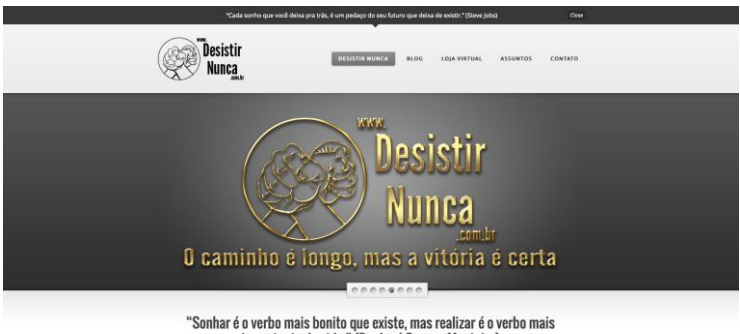 "Cada sonho que você deixa pra trás, é um pedaço do seu futuro que deixa de existir." (Steve Jobs)
Close
www.
Desistir
Nunca
.com.br
DESISTIR NUNCA
BLOG
LOJA VIRTUAL
ASSUNTOS
CONTATO
www.
Desistir
Nunca
.com.br
O caminho é longo, mas a vitória é certa
"Sonhar é o verbo mais bonito que existe, mas realizar é o verbo mais